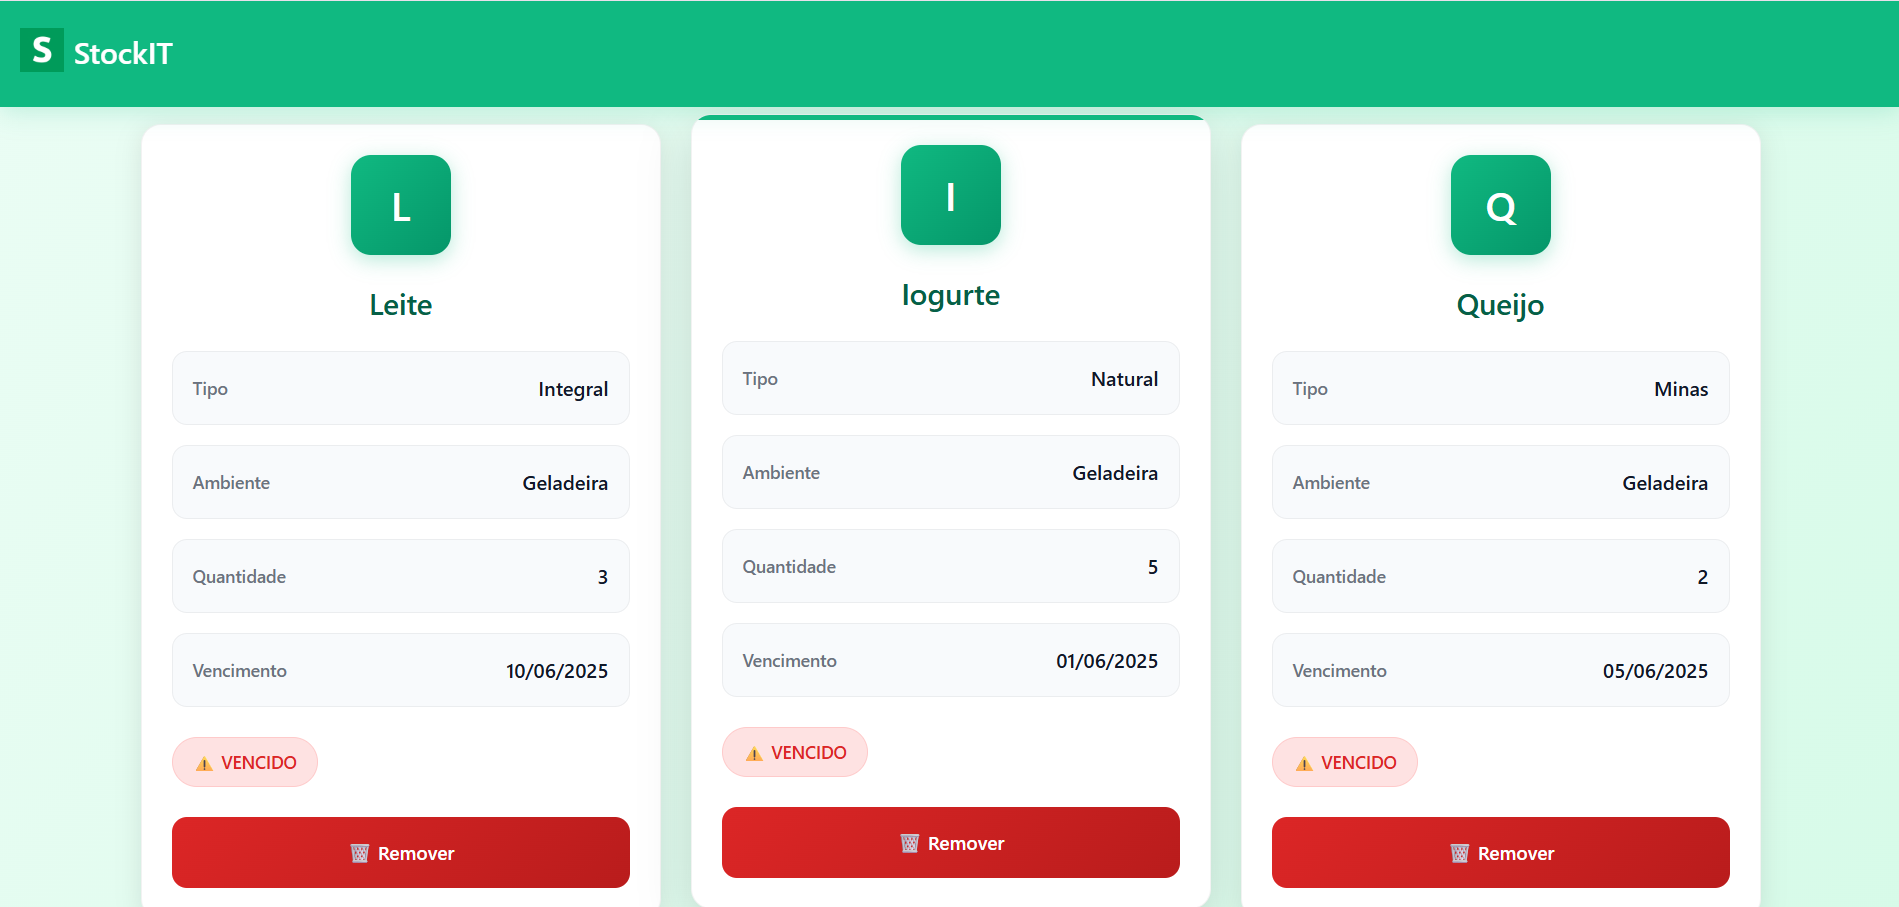 S StockIT
L
Leite
Tipo Integral
Ambiente Geladeira
Quantidade 3
Vencimento 10/06/2025
⚠ VENCIDO
🗑 Remover
I
Iogurte
Tipo Natural
Ambiente Geladeira
Quantidade 5
Vencimento 01/06/2025
⚠ VENCIDO
🗑 Remover
Q
Queijo
Tipo Minas
Ambiente Geladeira
Quantidade 2
Vencimento 05/06/2025
⚠ VENCIDO
🗑 Remover